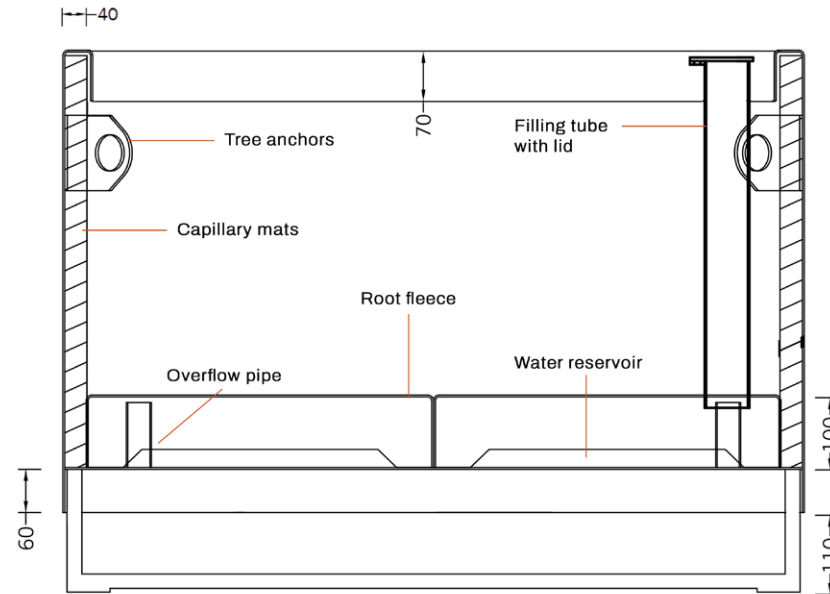 40
70
Tree anchors
Filling tube
with lid
Capillary mats
Root fleece
Water reservoir
Overflow pipe
100
60
110